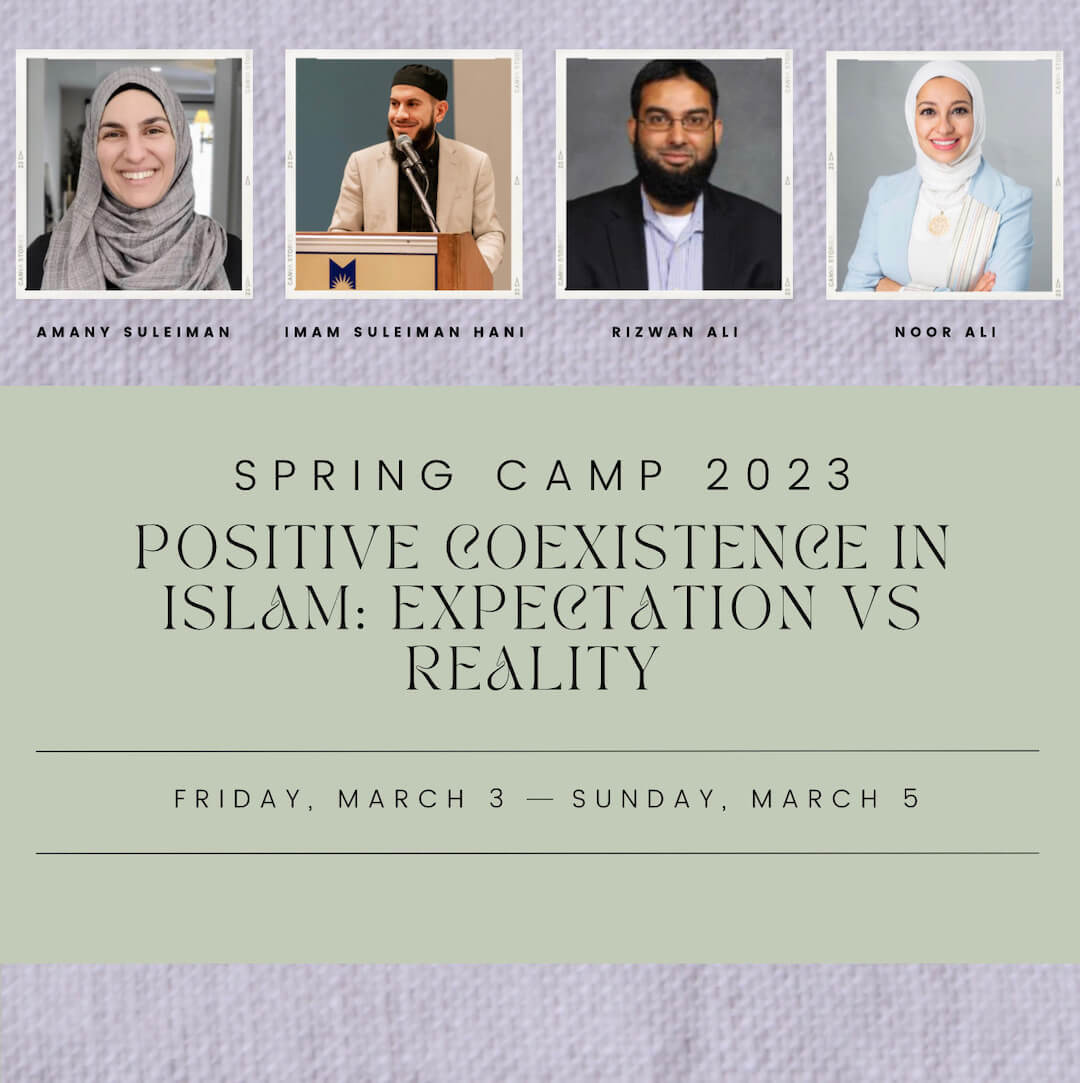 AMANY SULEIMAN
IMAM SULEIMAN HANI
RIZWAN ALI
NOOR ALI
SPRING CAMP 2023
POSITIVE COEXISTENCE IN
ISLAM: EXPECTATION VS
REALITY
FRIDAY, MARCH 3 — SUNDAY, MARCH 5